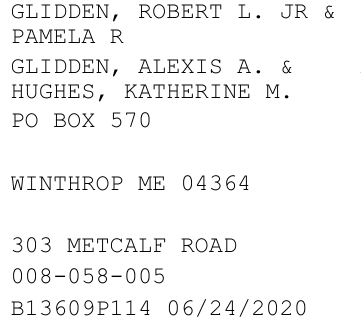 GLIDDEN, ROBERT L. JR &
PAMELA R
GLIDDEN, ALEXIS A. &
HUGHES, KATHERINE M.
PO BOX 570
WINTHROP ME 04364
303 METCALF ROAD
008-058-005
B13609P114 06/24/2020